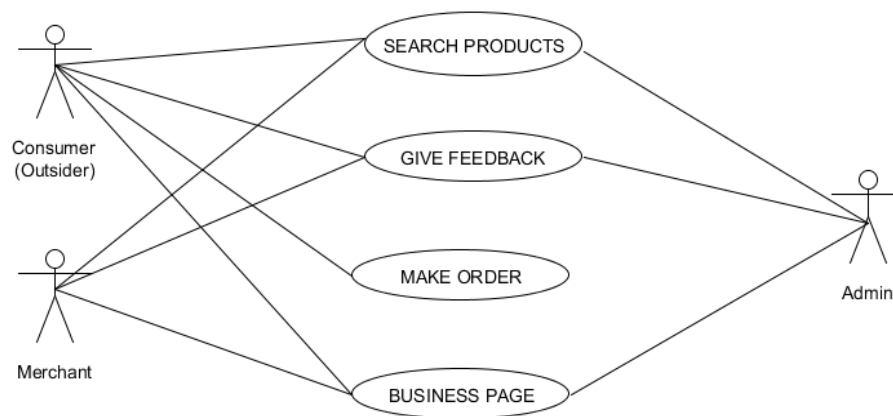 SEARCH PRODUCTS
Consumer
(Outsider)
GIVE FEEDBACK
MAKE ORDER
Admin
Merchant
BUSINESS PAGE